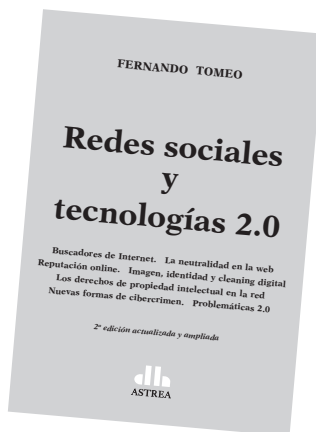 FERNANDO TOMEO
Redes sociales
y
tecnologías 2.0
Buscadores de Internet. La neutralidad en la web
Reputación online. Imagen, identidad y cleaning digital
Los derechos de propiedad intelectual en la red
Nuevas formas de cibercrimen. Problemáticas 2.0
2ª edición actualizada y ampliada
ASTREA